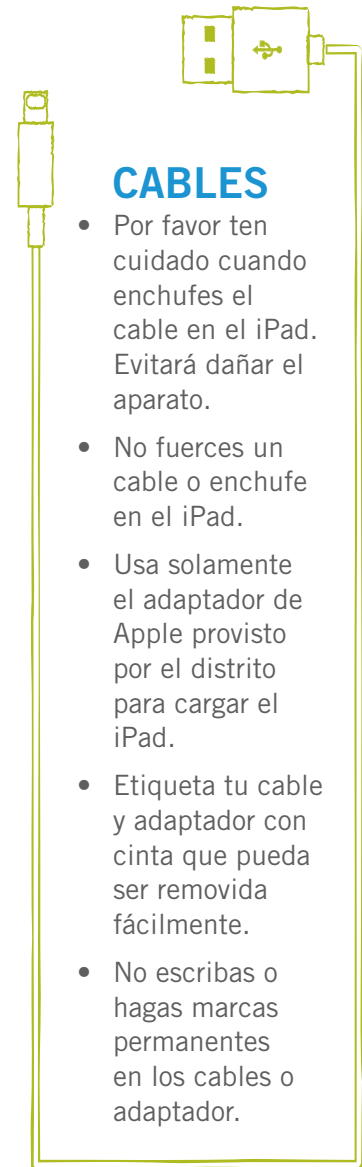 CABLES
• Por favor ten
cuidado cuando
enchufes el
cable en el iPad.
Evitará dañar el
aparato.
• No fuerces un
cable o enchufe
en el iPad.
• Usa solamente
el adaptador de
Apple provisto
por el distrito
para cargar el
iPad.
• Etiqueta tu cable
y adaptador con
cinta que pueda
ser removida
fácilmente.
• No escribas o
hagas marcas
permanentes
en los cables o
adaptador.